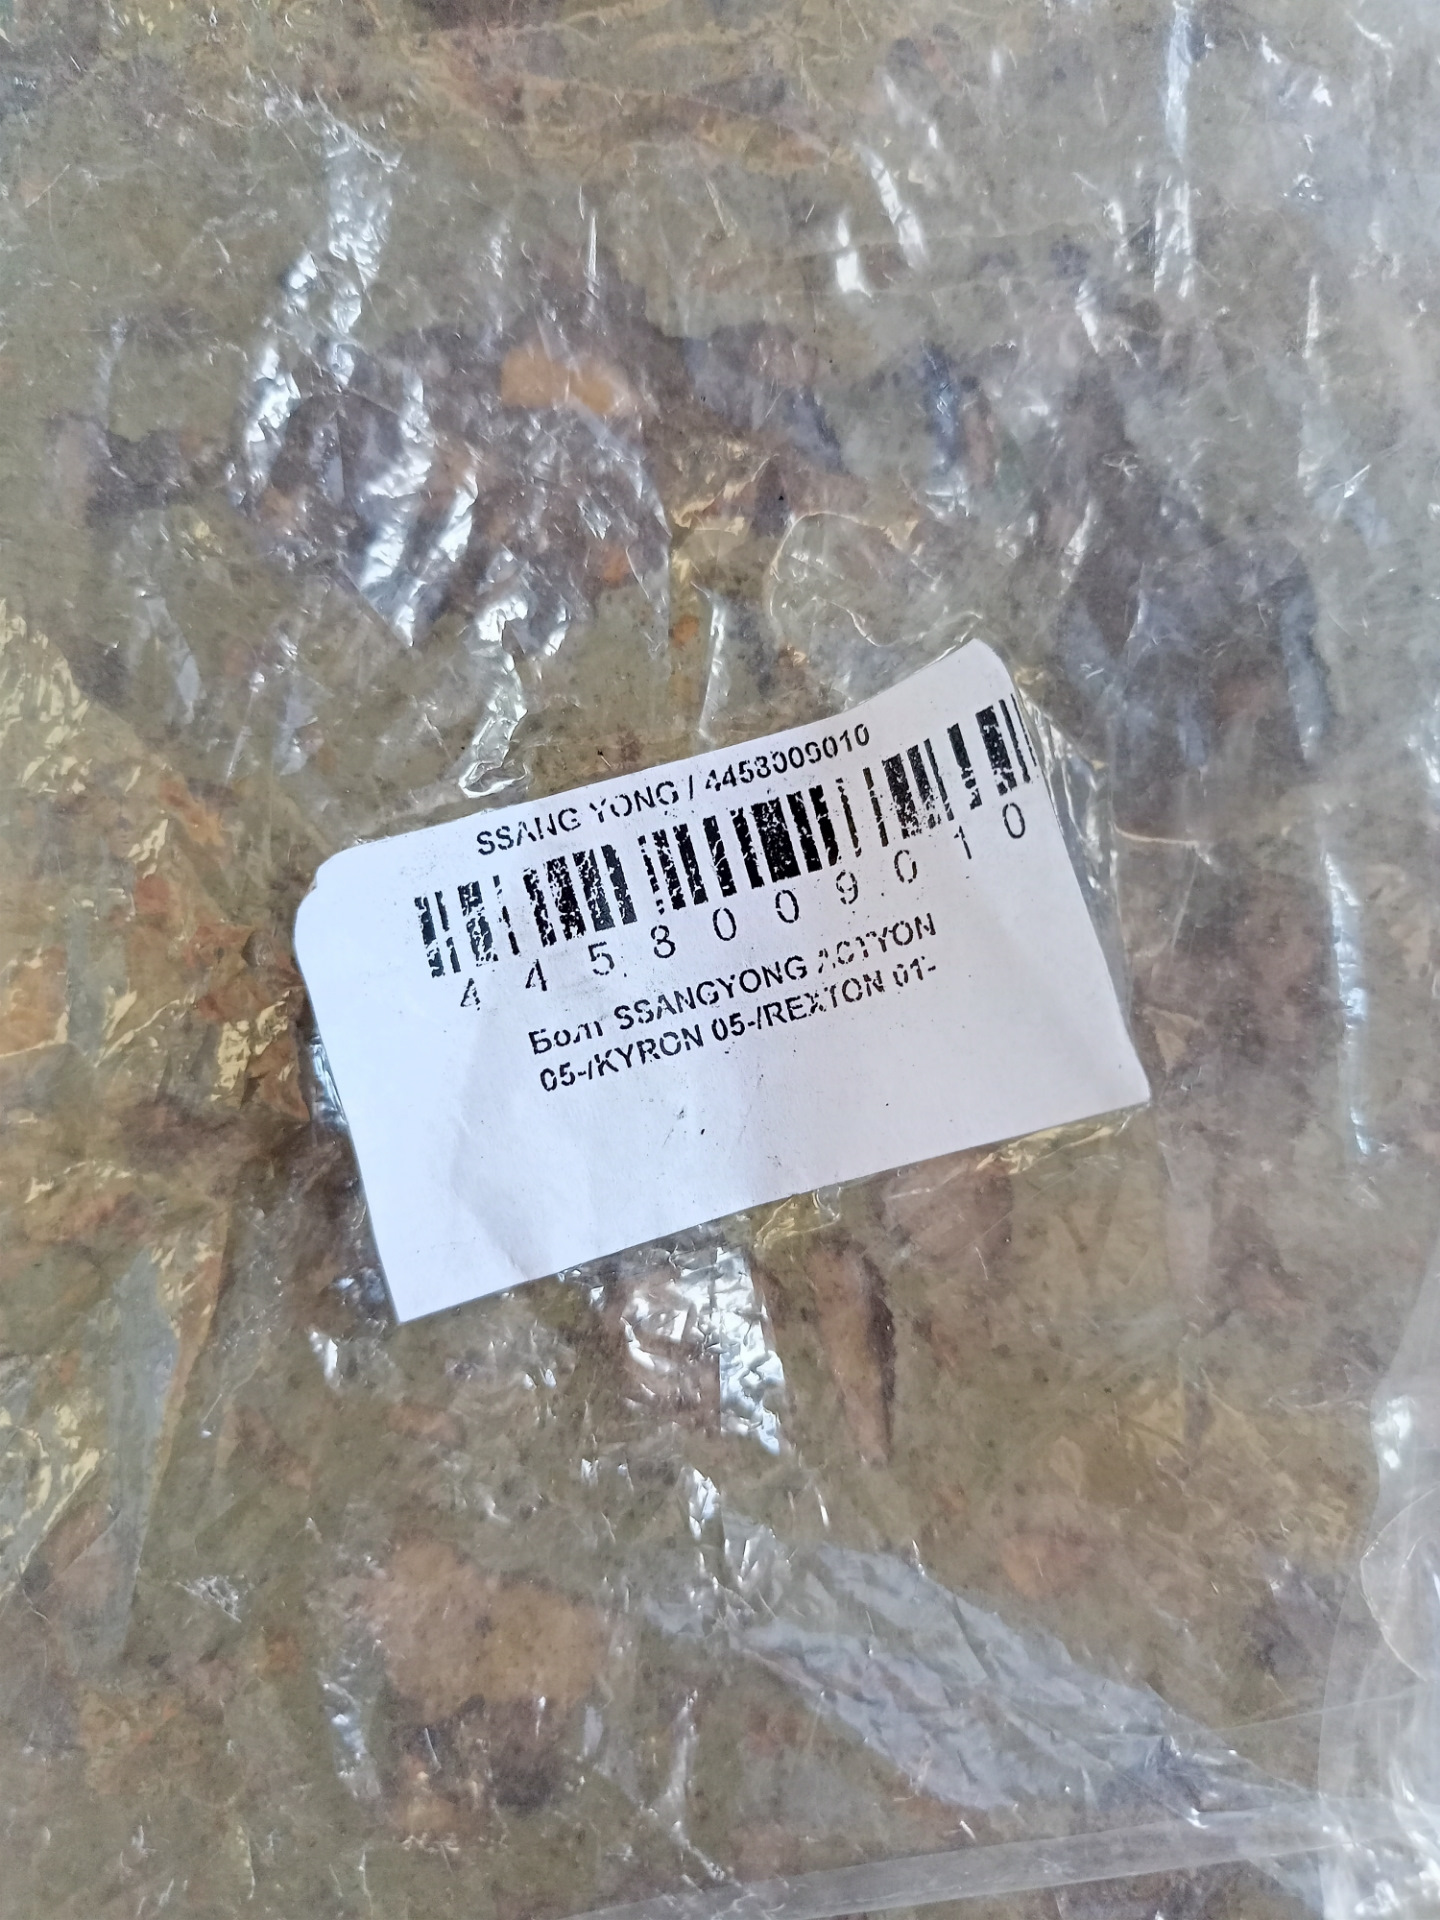 SSANG YONG / 4458009010
4458009010
Болт SSANGYONG ACTYON
05-/KYRON 05-/REXTON 01-